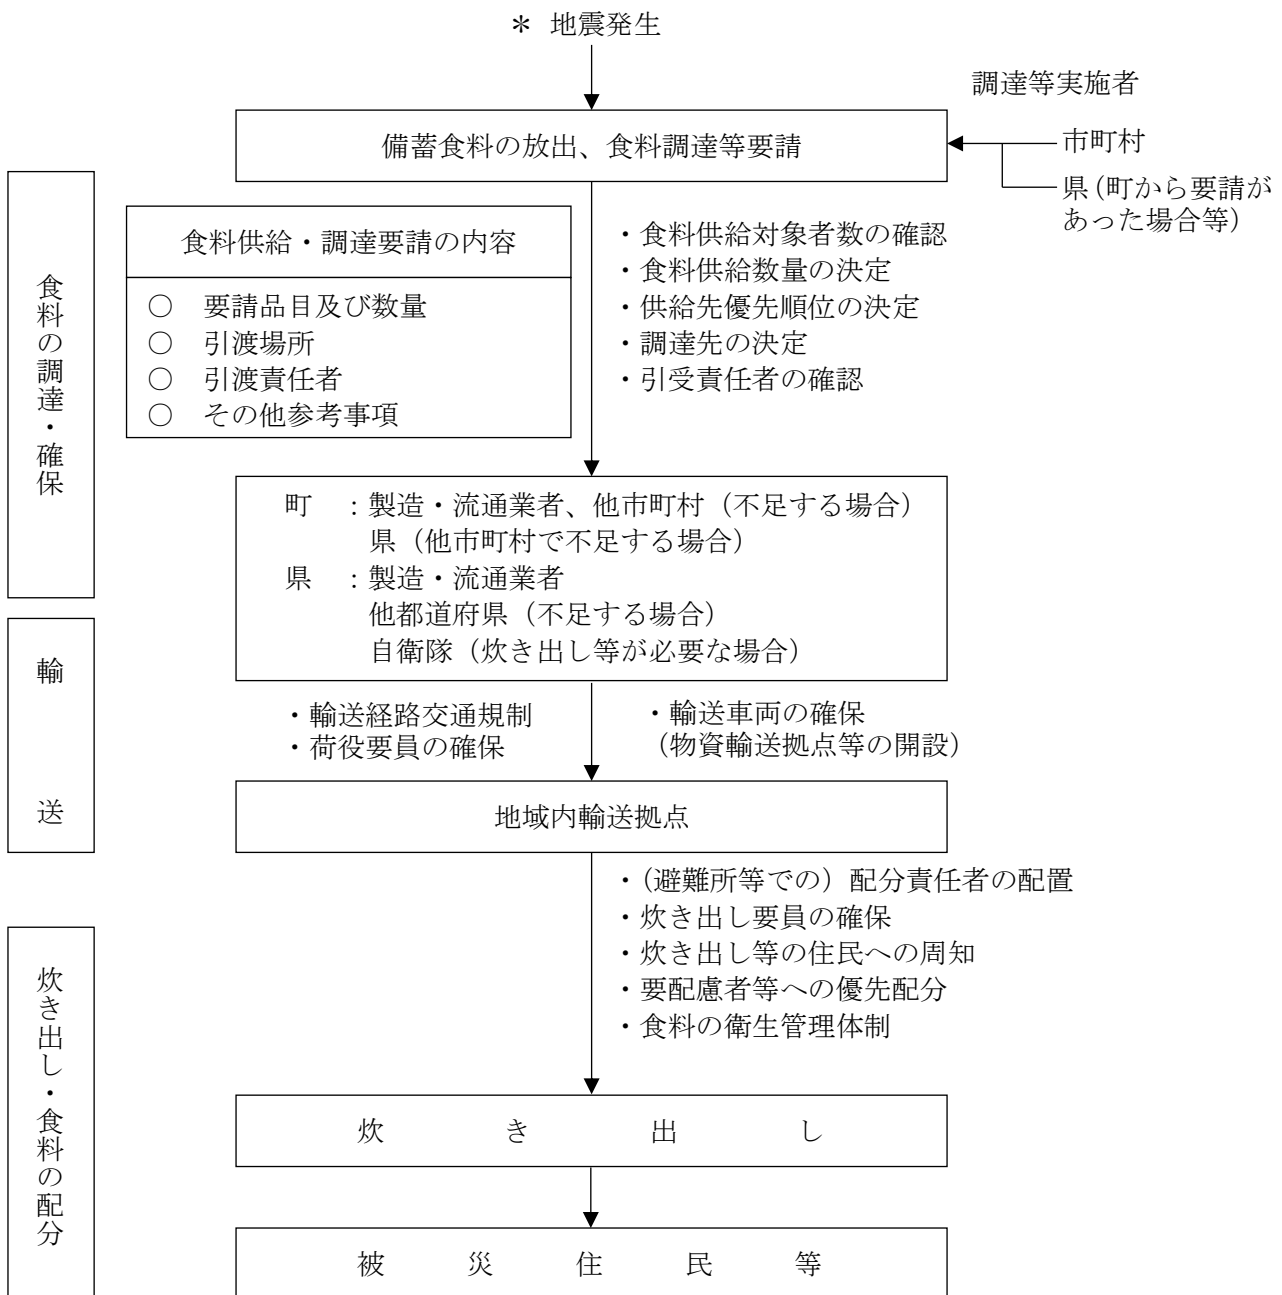 ＊ 地震発生
調達等実施者
備蓄食料の放出、食料調達等要請
市町村
県（町から要請が
あった場合等）
食料の調達・確保
食料供給・調達要請の内容
○ 要請品目及び数量
○ 引渡場所
○ 引渡責任者
○ その他参考事項
・食料供給対象者数の確認
・食料供給数量の決定
・供給先優先順位の決定
・調達先の決定
・引受責任者の確認
町 ：製造・流通業者、他市町村（不足する場合）
県（他市町村で不足する場合）
県 ：製造・流通業者
他都道府県（不足する場合）
自衛隊（炊き出し等が必要な場合）
輸送
・輸送経路交通規制
・荷役要員の確保
・輸送車両の確保
（物資輸送拠点等の開設）
地域内輸送拠点
・（避難所等での）配分責任者の配置
・炊き出し要員の確保
・炊き出し等の住民への周知
・要配慮者等への優先配分
・食料の衛生管理体制
炊き出し・食料の配分
炊き出し
被災住民等